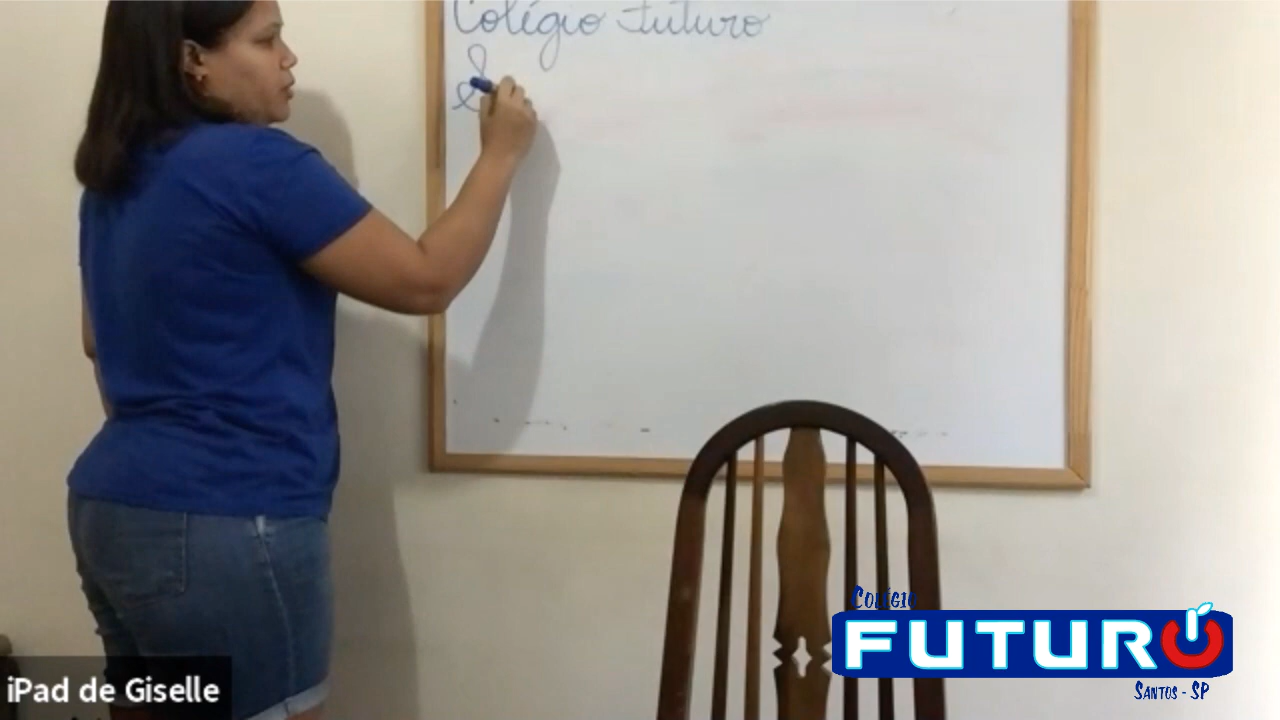 Colégio Futuro
COLÉGIO
FUTURO
SANTOS - SP
iPad de Giselle